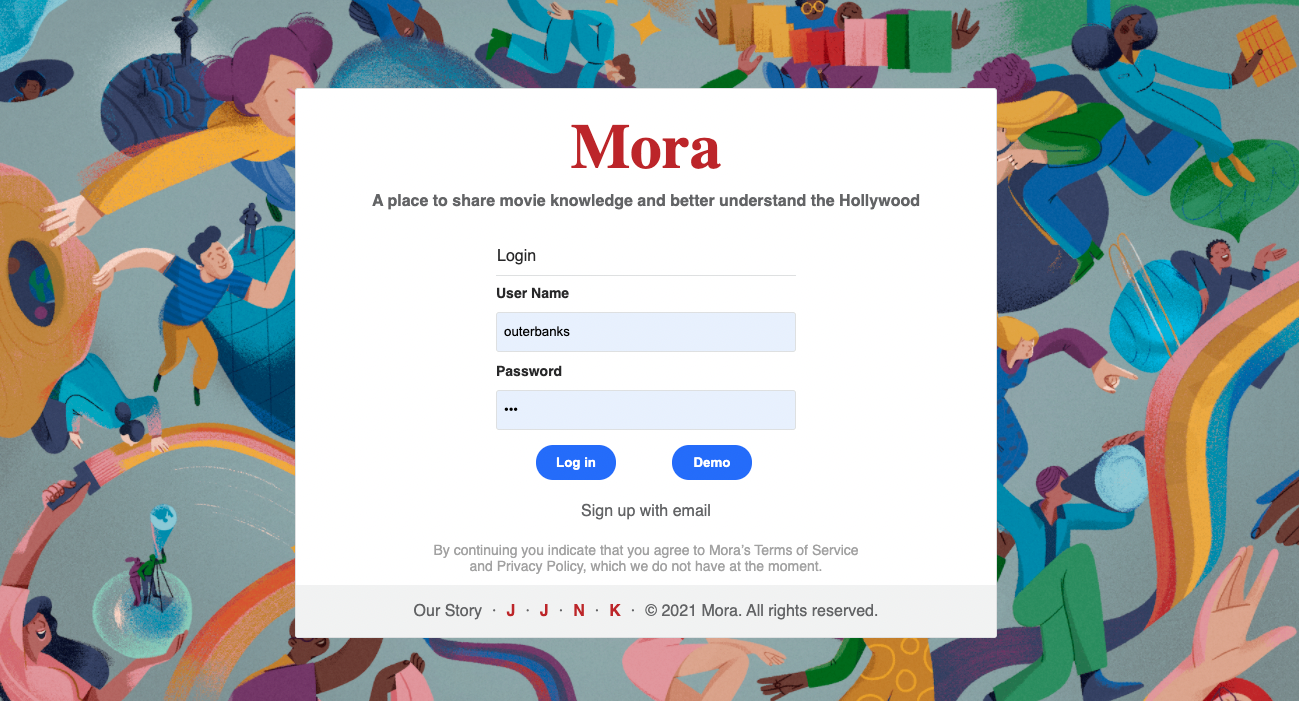 Mora
A place to share movie knowledge and better understand the Hollywood
Login
User Name
outerbanks
Password
•••
Log in
Demo
Sign up with email
By continuing you indicate that you agree to Mora’s Terms of Service
and Privacy Policy, which we do not have at the moment.
Our Story · J · J · N · K · © 2021 Mora. All rights reserved.